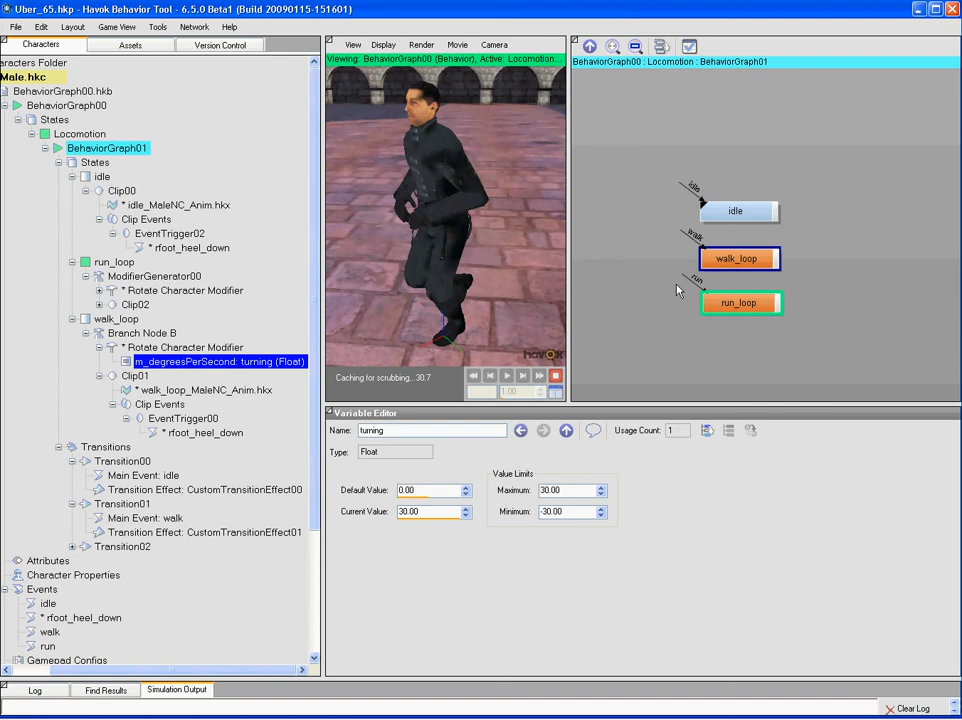 Uber_65.hkp - Havok Behavior Tool - 6.5.0 Beta1 (Build 20090115-151601)
File Edit Layout Game View Tools Network Help
Characters Assets Version Control
aracters Folder
Male.hkc
BehaviorGraph00.hkb
BehaviorGraph00
States
Locomotion
BehaviorGraph01
States
idle
Clip00
* idle_MaleNC_Anim.hkx
Clip Events
EventTrigger02
* rfoot_heel_down
run_loop
ModifierGenerator00
* Rotate Character Modifier
Clip02
walk_loop
Branch Node B
* Rotate Character Modifier
m_degreesPerSecond: turning (Float)
Clip01
* walk_loop_MaleNC_Anim.hkx
Clip Events
EventTrigger00
* rfoot_heel_down
Transitions
Transition00
Main Event: idle
Transition Effect: CustomTransitionEffect00
Transition01
Main Event: walk
Transition Effect: CustomTransitionEffect01
Transition02
Attributes
Character Properties
Events
idle
* rfoot_heel_down
walk
run
Gamepad Configs
View Display Render Movie Camera
Viewing: BehaviorGraph00 (Behavior), Active: Locomotion...
havok
Caching for scrubbing...30.7
1.00
BehaviorGraph00 : Locomotion : BehaviorGraph01
idle
idle
walk
walk_loop
run
run_loop
Variable Editor
Name: turning Usage Count: 1
Type: Float
Value Limits
Default Value: 0.00 Maximum: 30.00
Current Value: 30.00 Minimum: -30.00
Log Find Results Simulation Output
Clear Log